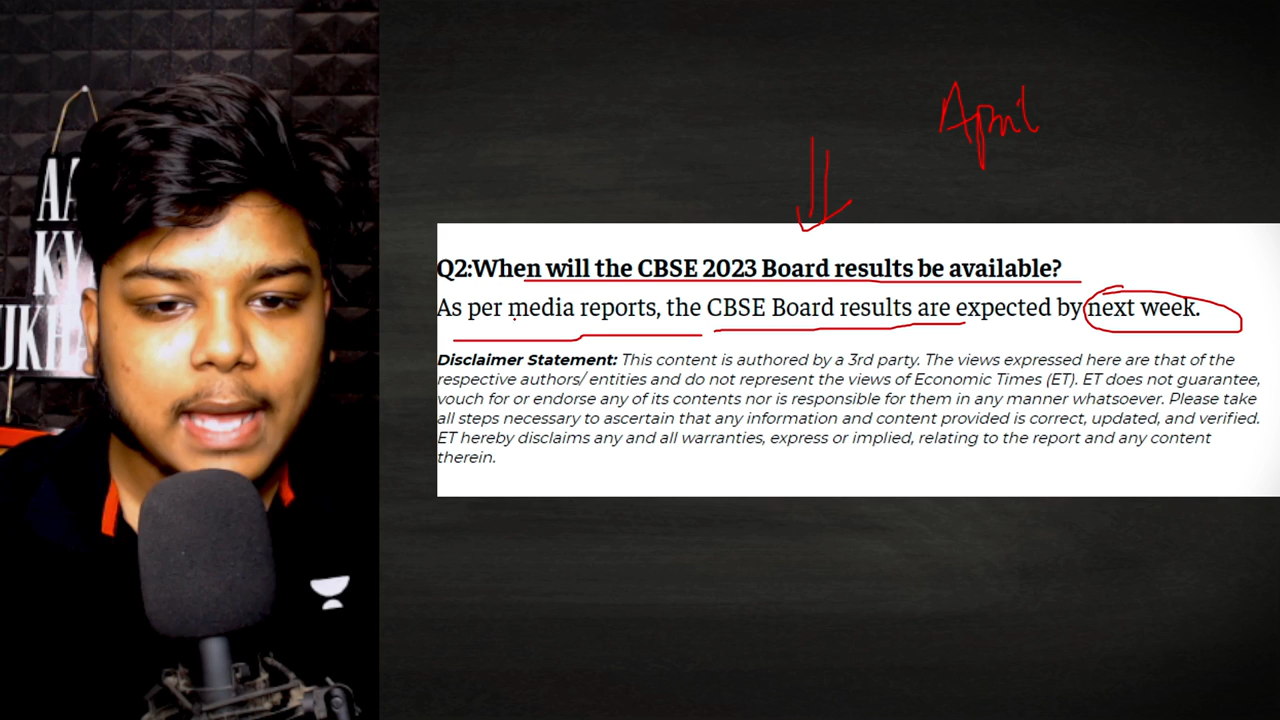 AA
KY
UKHA
April
Q2:When will the CBSE 2023 Board results be available?
As per media reports, the CBSE Board results are expected by next week.
Disclaimer Statement: This content is authored by a 3rd party. The views expressed here are that of the
respective authors/ entities and do not represent the views of Economic Times (ET). ET does not guarantee,
vouch for or endorse any of its contents nor is responsible for them in any manner whatsoever. Please take
all steps necessary to ascertain that any information and content provided is correct, updated, and verified.
ET hereby disclaims any and all warranties, express or implied, relating to the report and any content
therein.